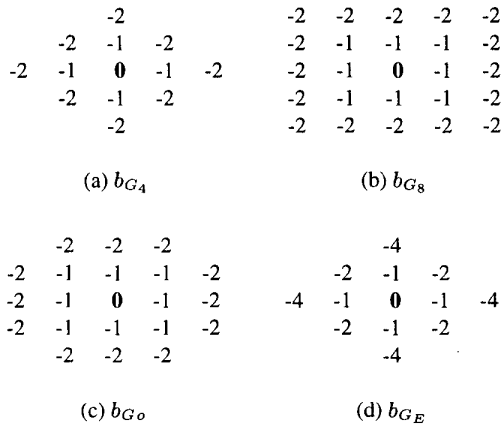 -2 -2 -2 -2 -2 -2
-2 -1 -2 -2 -1 -1 -1 -2
-2 -1 0 -1 -2 -2 -1 0 -1 -2
-2 -1 -2 -2 -1 -1 -1 -2
-2 -2 -2 -2 -2 -2
(a) b_{G_4} (b) b_{G_8}
-2 -2 -2 -4
-2 -1 -1 -1 -2 -2 -1 -2
-2 -1 0 -1 -2 -4 -1 0 -1 -4
-2 -1 -1 -1 -2 -2 -1 -2
-2 -2 -2 -4
(c) b_{Go} (d) b_{G_E}